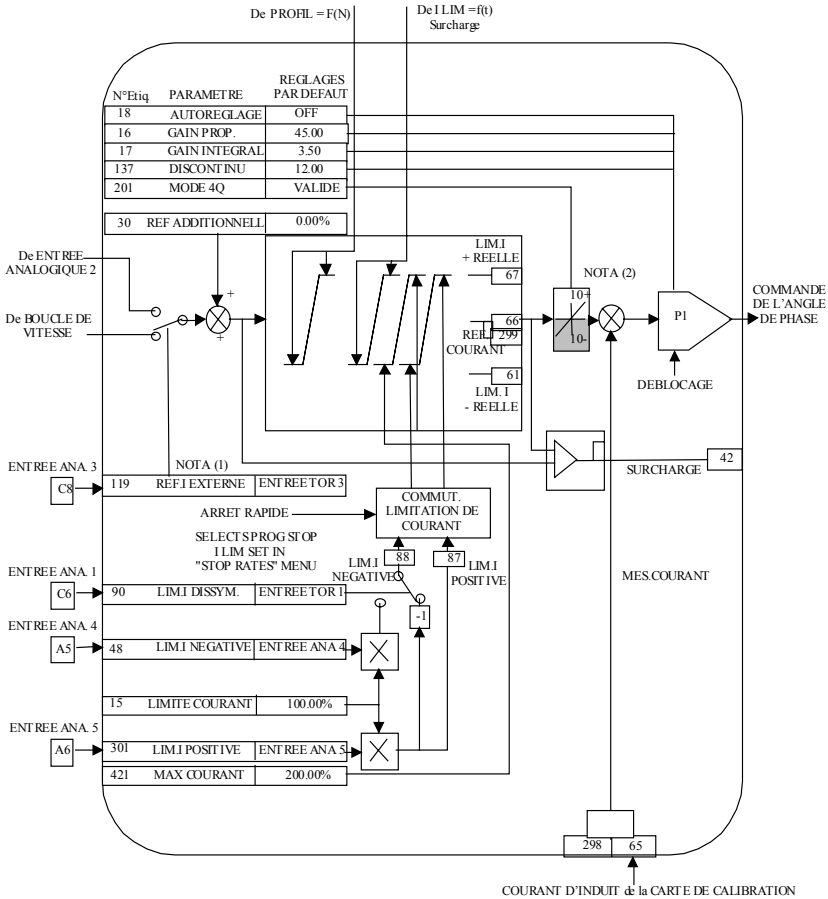 De PROFIL = F(N)
De I LIM =f(t)
Surcharge
N°Etiq. PARAMETRE REGLAGES PAR DEFAUT
18 AUTOREGLAGE OFF
16 GAIN PROP. 45.00
17 GAIN INTEGRAL 3.50
137 DISCONTINU 12.00
201 MODE 4Q VALIDE
30 REF ADDITIONNELL 0.00%
De ENTREE
ANALOGIQUE 2
De BOUCLE DE
VITESSE
+
+
LIM.I
+ REELLE
67
66
REF.I
299
COURANT
61
LIM. I
- REELLE
NOTA (2)
10+
10-
P1
COMMANDE
DE L'ANGLE
DE PHASE
DEBLOCAGE
SURCHARGE
42
ENTREE ANA. 3
C8
NOTA (1)
119 REF.I EXTERNE ENTREE TOR 3
ARRET RAPIDE
COMMUT.
LIMITATION DE
COURANT
SELECTS PROG STOP
I LIM SET IN
"STOP RATES" MENU
88
87
LIM.I
NEGATIVE
LIM.I
POSITIVE
MES.COURANT
ENTREE ANA. 1
C6
90 LIM.I DISSYM. ENTREE TOR 1
-1
ENTREE ANA. 4
A5
48 LIM.I NEGATIVE ENTREE ANA 4
15 LIMITE COURANT 100.00%
ENTREE ANA. 5
A6
301 LIM.I POSITIVE ENTREE ANA 5
421 MAX COURANT 200.00%
298
65
COURANT D'INDUIT de la CARTE DE CALIBRATION